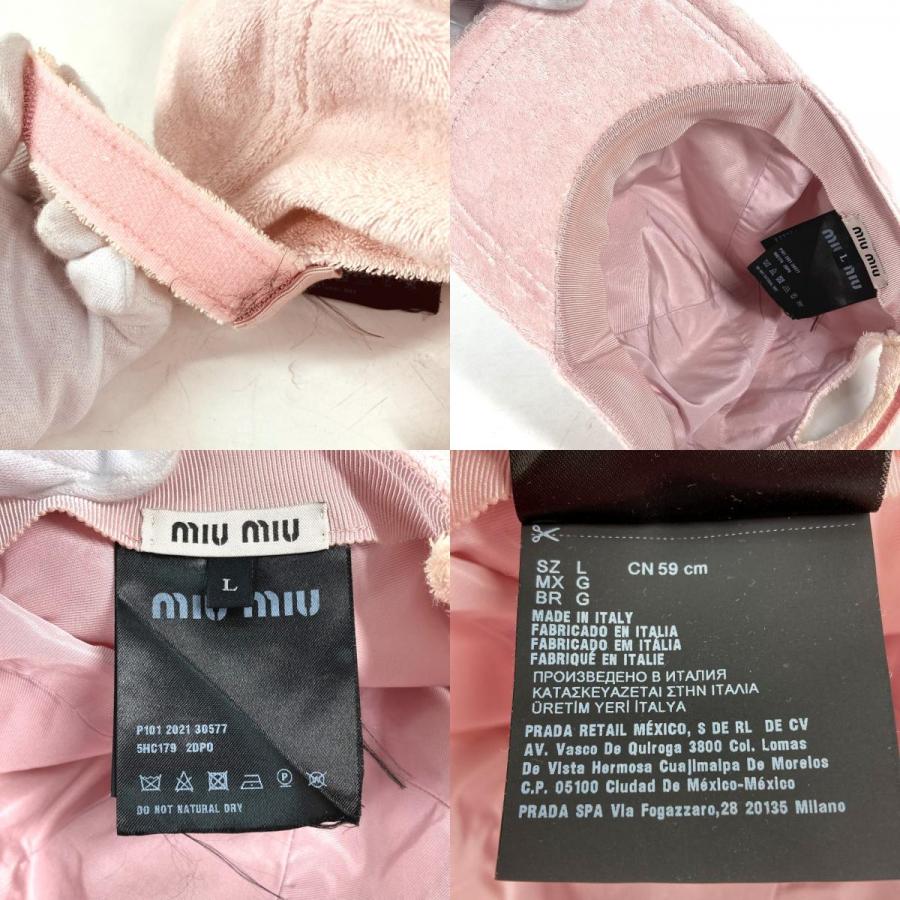 MIU MIU
L
MIU MIU
MIU MIU
L
MIU MIU
P101 2021 30577
5HC179 2DP0
DO NOT NATURAL DRY
SZ L CN 59 cm
MX G
BR G
MADE IN ITALY
FABRICADO EN ITALIA
FABRICADO EM ITÁLIA
FABRIQUÉ EN ITALIE
ПРОИЗВЕДЕНО В ИТАЛИЯ
ΚΑΤΑΣΚΕΥΑΖΕΤΑΙ ΣΤΗΝ ΙΤΑΛΙΑ
ÜRETİM YERİ İTALYA
PRADA RETAIL MÉXICO, S DE RL DE CV
AV. Vasco De Quiroga 3800 Col. Lomas
De Vista Hermosa Cuajimalpa De Morelos
C.P. 05100 Ciudad De México-México
PRADA SPA Via Fogazzaro,28 20135 Milano